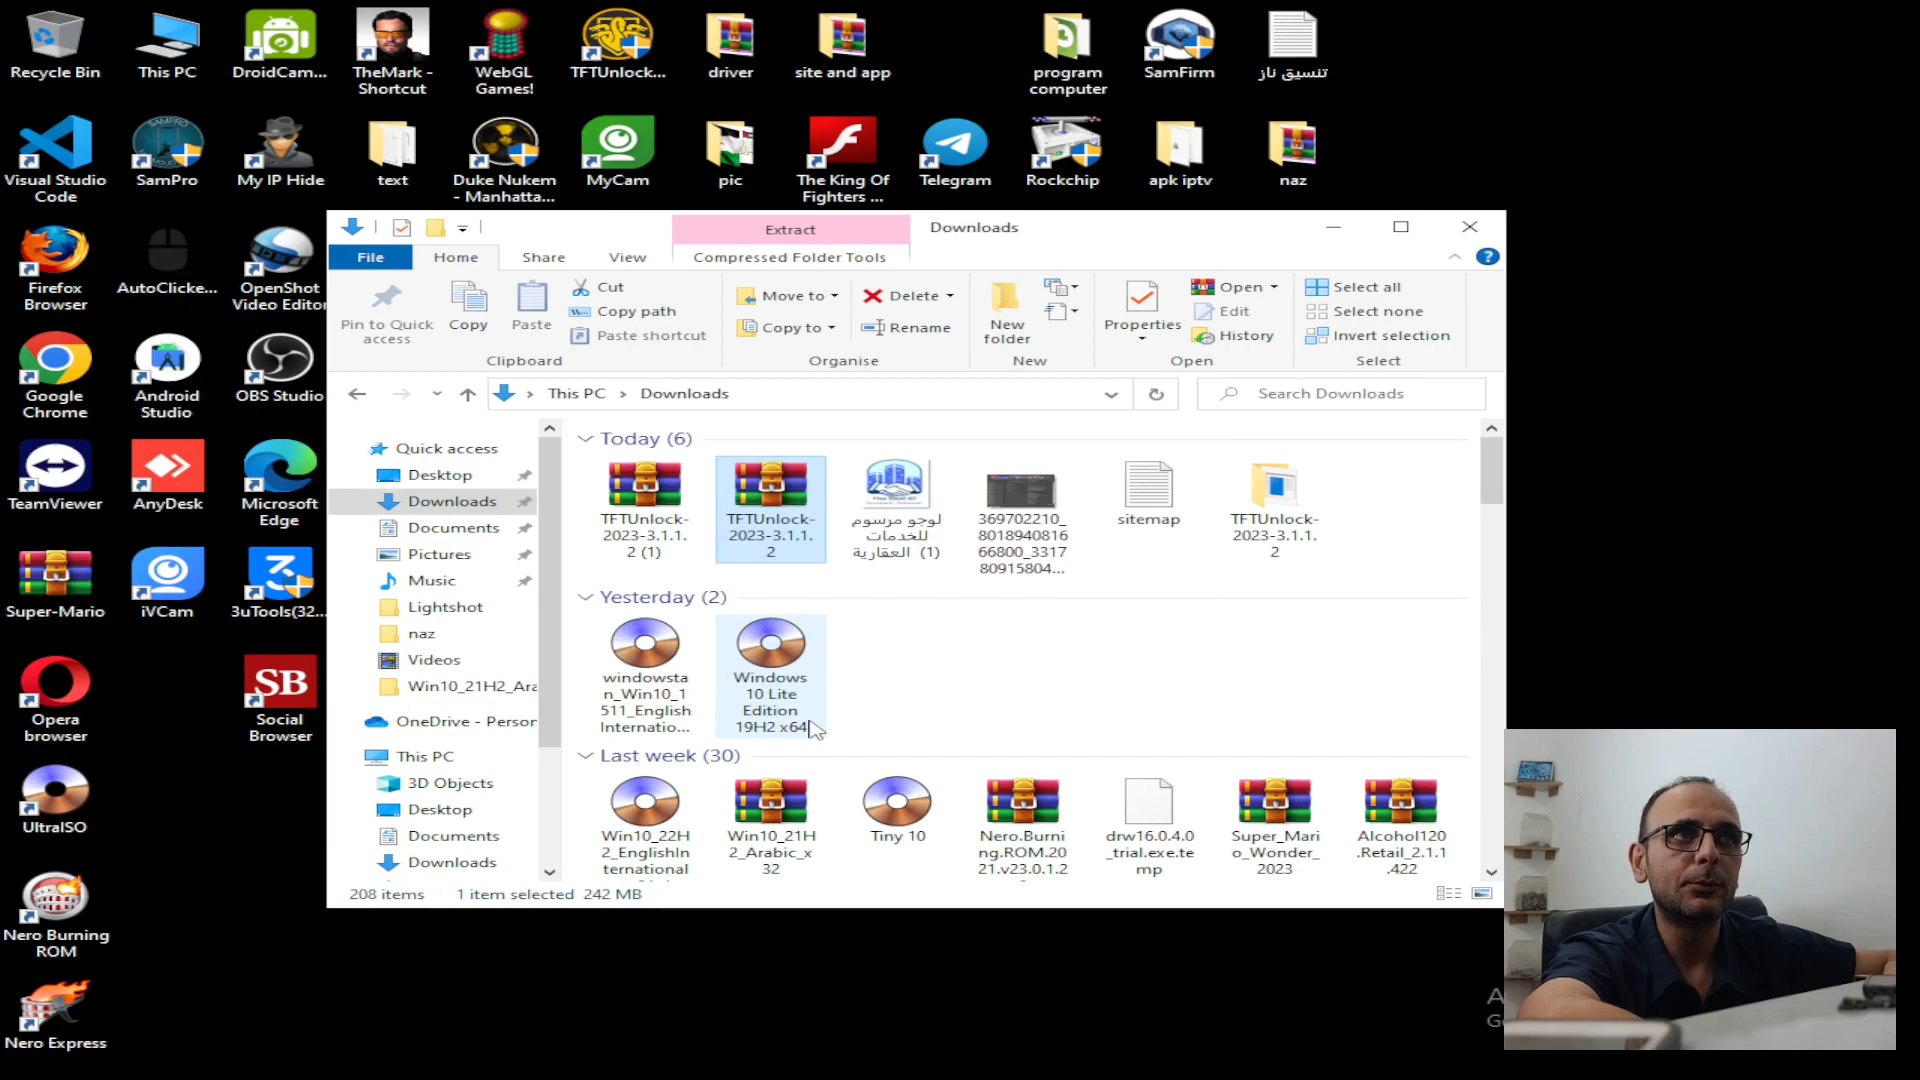 Recycle Bin
This PC
DroidCam...
TheMark -
Shortcut
WebGL
Games!
TFTUnlock...
driver
site and app
program
computer
SamFirm
تنسيق ناز
Visual Studio
Code
SAMPRO
SamPro
My IP Hide
text
Duke Nukem
- Manhatta...
MyCam
pic
The King Of
Fighters ...
Telegram
Rockchip
apk iptv
naz
Firefox
Browser
AutoClicke...
OpenShot
Video Editor
Google
Chrome
Android
Studio
OBS Studio
TeamViewer
AnyDesk
Microsoft
Edge
Super-Mario
iVCam
3uTools(32...
Opera
browser
SB
Social
Browser
UltraISO
Nero Burning
ROM
Nero Express
Extract
Downloads
File
Home
Share
View
Compressed Folder Tools
Pin to Quick
access
Copy
Paste
Cut
Copy path
Paste shortcut
Clipboard
Move to
Copy to
Delete
Rename
Organise
New
folder
New
Properties
Open
Edit
History
Open
Select all
Select none
Invert selection
Select
This PC
Downloads
Search Downloads
Quick access
Desktop
Downloads
Documents
Pictures
Music
Lightshot
naz
Videos
Win10_21H2_Ara
OneDrive - Person
This PC
3D Objects
Desktop
Documents
Downloads
Today (6)
TFTUnlock-
2023-3.1.1.
2 (1)
TFTUnlock-
2023-3.1.1.
2
لوجو مرسوم
للخدمات
العقارية (1)
369702210_
8018940816
66800_3317
80915804...
sitemap
TFTUnlock-
2023-3.1.1.
2
Yesterday (2)
windowsta
n_Win10_1
511_English
Internatio...
Windows
10 Lite
Edition
19H2 x64
Last week (30)
Win10_22H
2_EnglishIn
ternational
Win10_21H
2_Arabic_x
32
Tiny 10
Nero.Burni
ng.ROM.20
21.v23.0.1.2
drw16.0.4.0
_trial.exe.te
mp
Super_Mari
o_Wonder_
2023
Alcohol120
.Retail_2.1.1
.422
208 items
1 item selected
242 MB